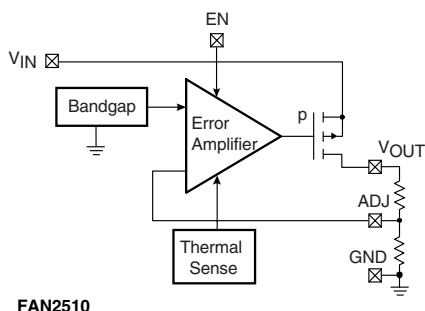 EN
VIN
Bandgap
Error
Amplifier
p
VOUT
ADJ
Thermal
Sense
GND
FAN2510